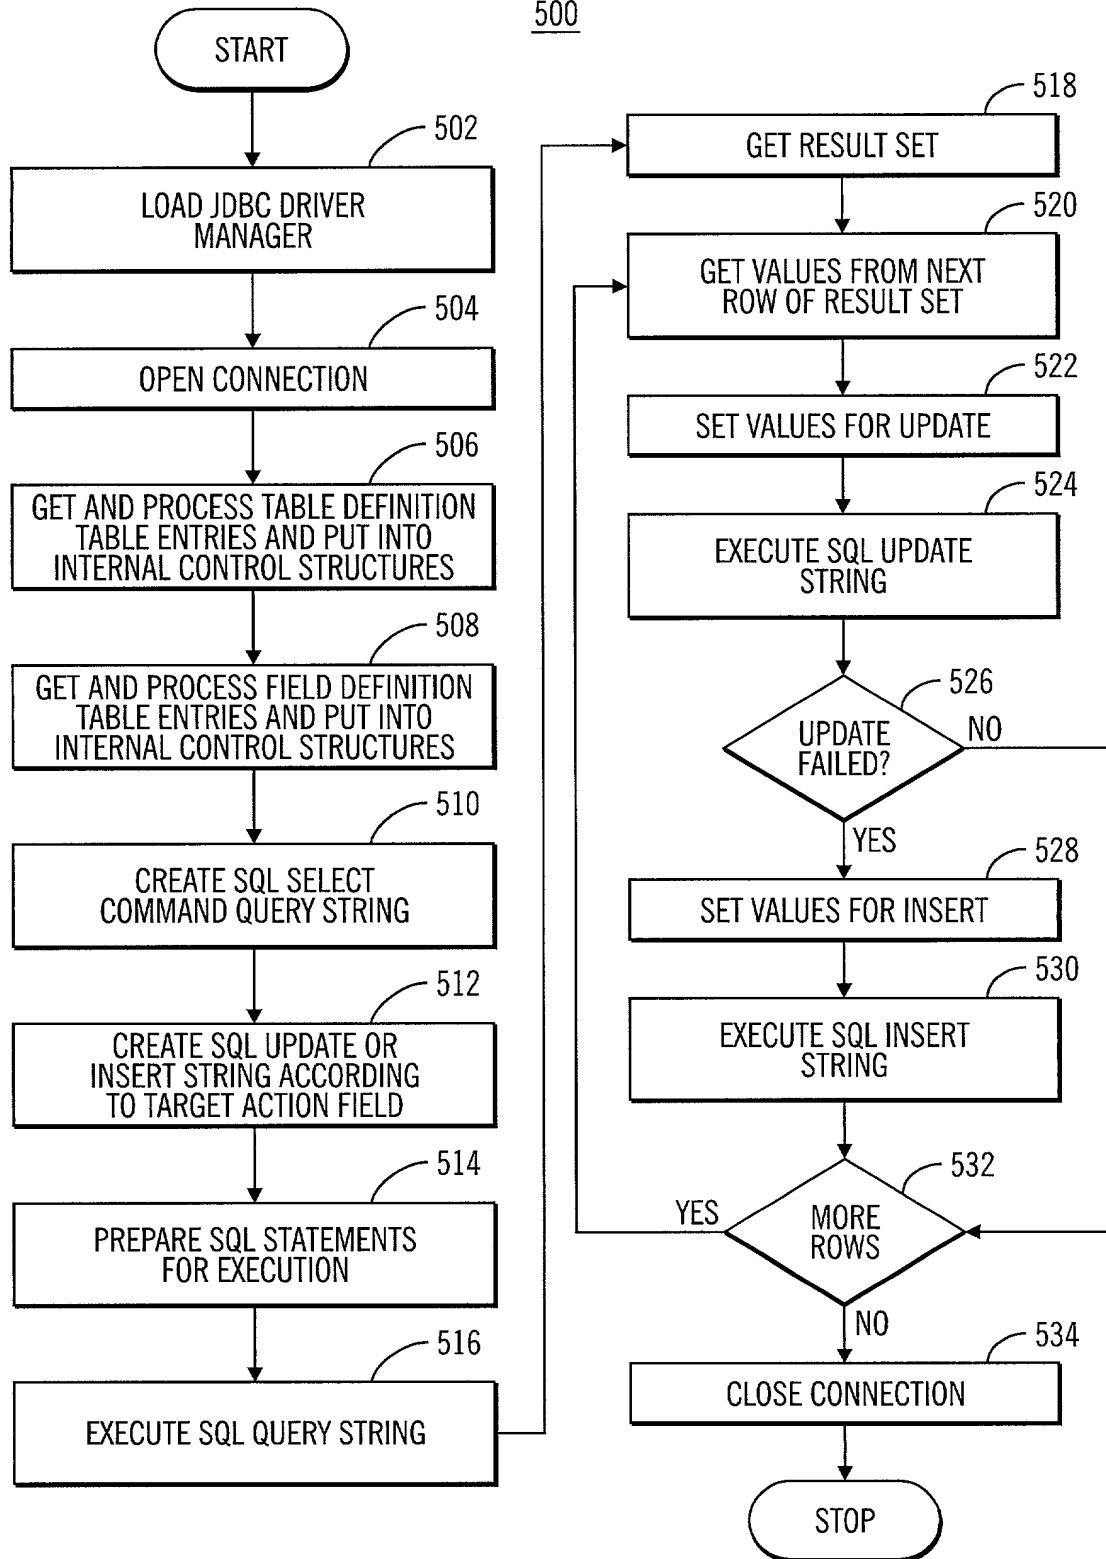 500
START
502
LOAD JDBC DRIVER
MANAGER
504
OPEN CONNECTION
506
GET AND PROCESS TABLE DEFINITION
TABLE ENTRIES AND PUT INTO
INTERNAL CONTROL STRUCTURES
508
GET AND PROCESS FIELD DEFINITION
TABLE ENTRIES AND PUT INTO
INTERNAL CONTROL STRUCTURES
510
CREATE SQL SELECT
COMMAND QUERY STRING
512
CREATE SQL UPDATE OR
INSERT STRING ACCORDING
TO TARGET ACTION FIELD
514
PREPARE SQL STATEMENTS
FOR EXECUTION
516
EXECUTE SQL QUERY STRING
518
GET RESULT SET
520
GET VALUES FROM NEXT
ROW OF RESULT SET
522
SET VALUES FOR UPDATE
524
EXECUTE SQL UPDATE
STRING
526
UPDATE
FAILED?
NO
YES
528
SET VALUES FOR INSERT
530
EXECUTE SQL INSERT
STRING
532
MORE
ROWS
YES
NO
534
CLOSE CONNECTION
STOP